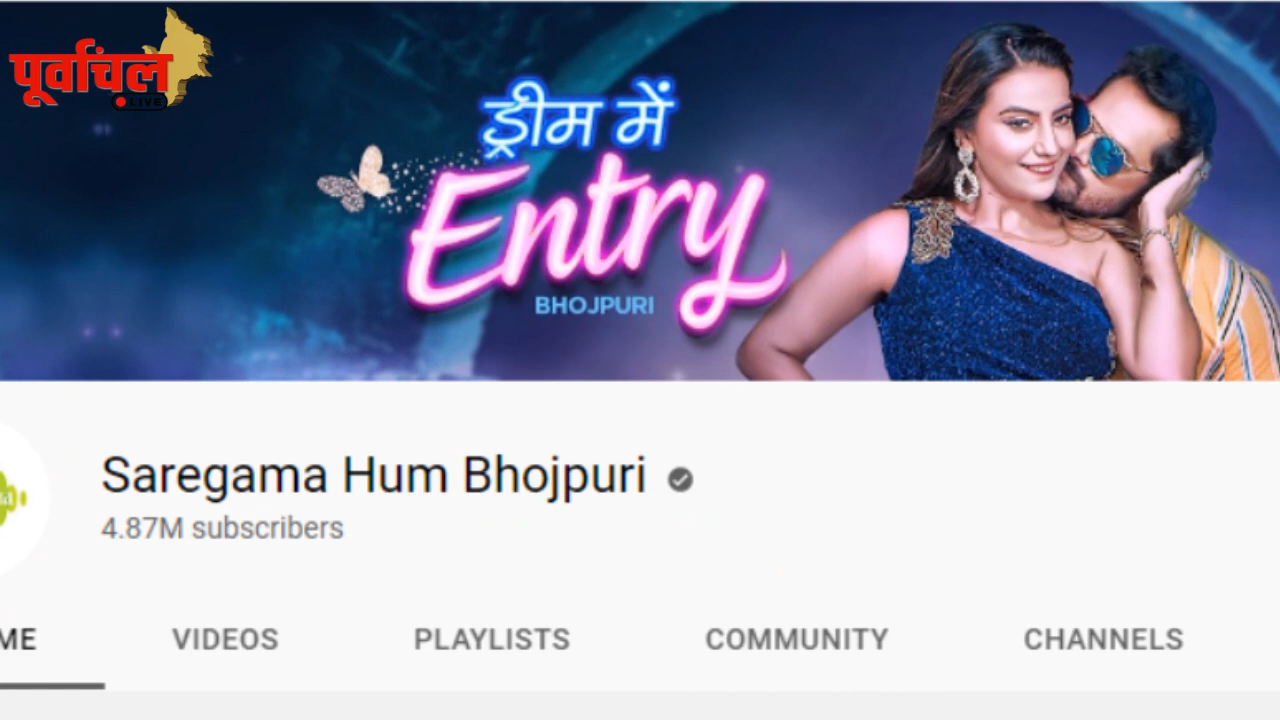 पूर्वांचल
LIVE
ड्रीम में
Entry
BHOJPURI
Saregama Hum Bhojpuri
4.87M subscribers
ME
VIDEOS
PLAYLISTS
COMMUNITY
CHANNELS